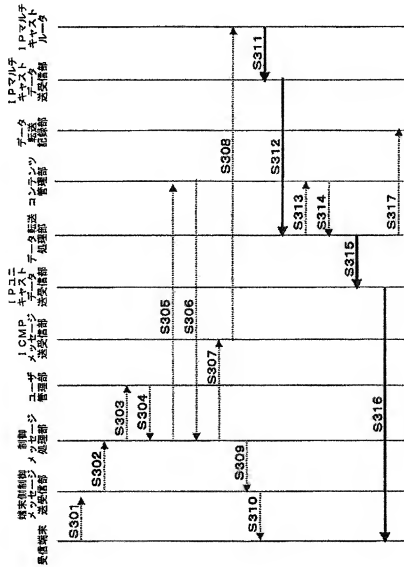 受信端末
端末側制御
メッセージ
送受信部
制御
メッセージ
処理部
ユーザ
管理部
ICMP
メッセージ
送受信部
IPユニ
キャスト
データ
送受信部
データ転送
処理部
コンテンツ
管理部
データ
転送
記録部
IPマルチ
キャスト
データ
送受信部
IPマルチ
キャスト
ルータ
S301
S302
S303
S304
S305
S306
S307
S308
S309
S310
S311
S312
S313
S314
S315
S316
S317